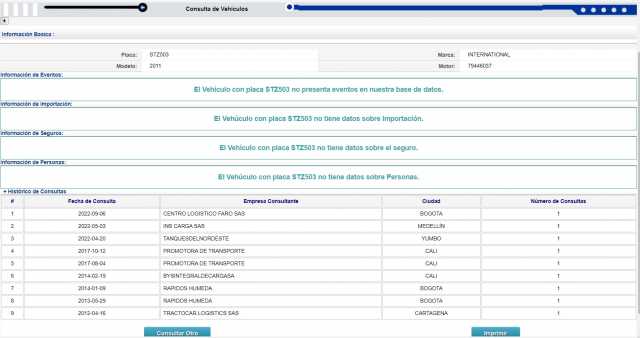 Consulta de Vehículos
Información Basica :
Placa: STZ503 Marca: INTERNATIONAL
Modelo: 2011 Motor: 79446037
Información de Eventos:
El Vehículo con placa STZ503 no presenta eventos en nuestra base de datos.
Información de Importación:
El Vehúculo con placa STZ503 no tiene datos sobre Importación.
Información de Seguros:
El Vehículo con placa STZ503 no tiene datos sobre el seguro.
Información de Personas:
El Vehículo con placa STZ503 no tiene datos sobre Personas.
+ Histórico de Consultas
# Fecha de Consulta Empresa Consultante Ciudad Número de Consultas
1 2022-09-06 CENTRO LOGISTICO FARO SAS BOGOTA 1
2 2022-05-03 INS CARGA SAS MEDELLÍN 1
3 2022-04-20 TANQUESDELNORDESTE YUMBO 1
4 2017-10-12 PROMOTORA DE TRANSPORTE CALI 1
5 2017-08-04 PROMOTORA DE TRANSPORTE CALI 1
6 2014-02-19 BYSINTEGRALDECARGASA CALI 1
7 2014-01-09 RAPIDOS HUMEDA BOGOTA 1
8 2013-05-29 RAPIDOS HUMEDA BOGOTA 1
9 2012-04-16 TRACTOCAR LOGISTICS SAS CARTAGENA 1
Consultar Otro Imprimir